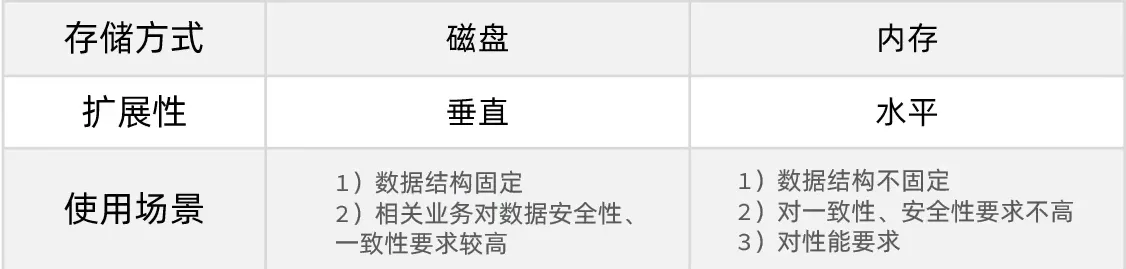 存储方式 磁盘 内存
扩展性 垂直 水平
使用场景
1）数据结构固定
2）相关业务对数据安全性、
一致性要求较高
1）数据结构不固定
2）对一致性、安全性要求不高
3）对性能要求